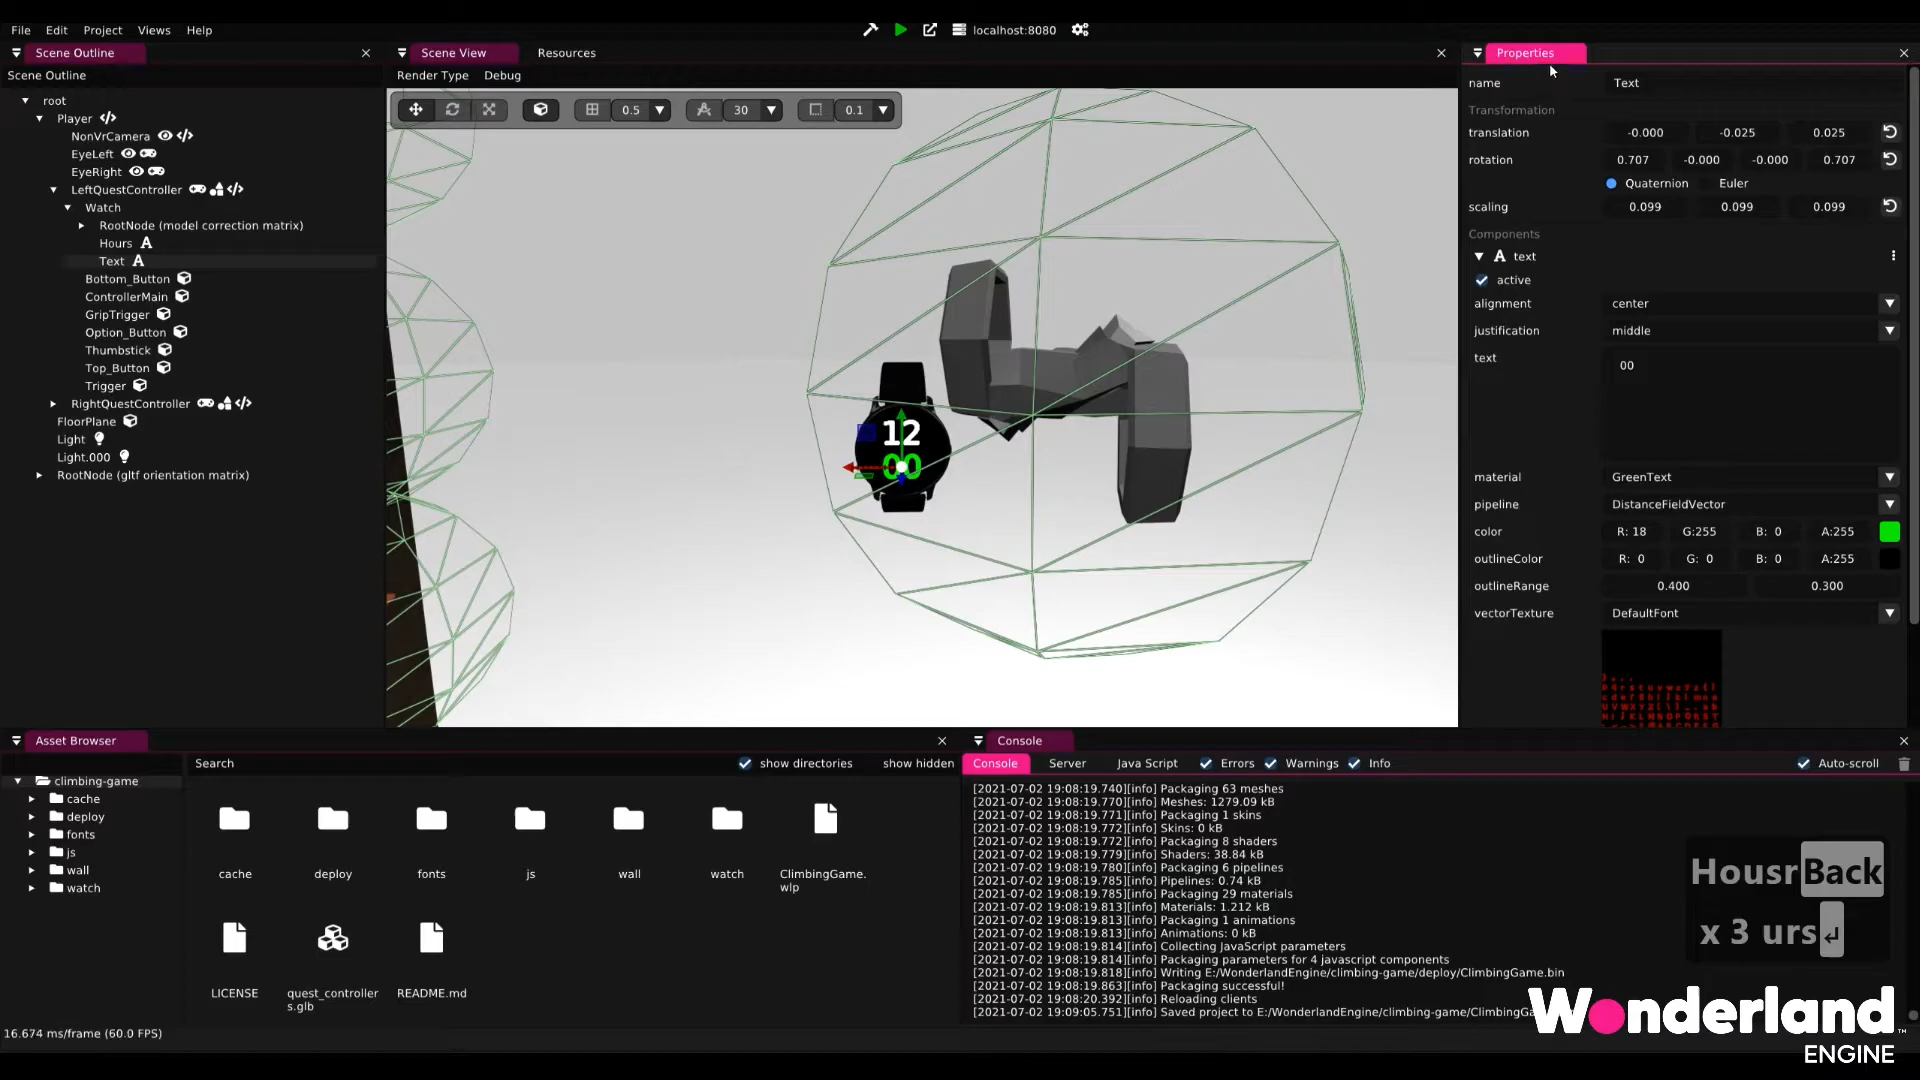 File Edit Project Views Help
localhost:8080
Scene Outline
Scene View Resources
Properties
Scene Outline
Render Type Debug
0.5 30 0.1
root
Player
NonVrCamera
EyeLeft
EyeRight
LeftQuestController
Watch
RootNode (model correction matrix)
Hours
Text
Bottom_Button
ControllerMain
GripTrigger
Option_Button
Thumbstick
Top_Button
Trigger
RightQuestController
FloorPlane
Light
Light.000
RootNode (gltf orientation matrix)
12
00
name Text
Transformation
translation -0.000 -0.025 0.025
rotation 0.707 -0.000 -0.000 0.707
Quaternion Euler
scaling 0.099 0.099 0.099
Components
text
active
alignment center
justification middle
text 00
material GreenText
pipeline DistanceFieldVector
color R: 18 G:255 B: 0 A:255
outlineColor R: 0 G: 0 B: 0 A:255
outlineRange 0.400 0.300
vectorTexture DefaultFont
Asset Browser
Search show directories show hidden
climbing-game
cache
deploy
fonts
js
wall
watch
cache deploy fonts js wall watch ClimbingGame.
wlp
LICENSE quest_controller README.md
s.glb
Console
Console Server Java Script Errors Warnings Info Auto-scroll
[2021-07-02 19:08:19.740][info] Packaging 63 meshes
[2021-07-02 19:08:19.770][info] Meshes: 1279.09 kB
[2021-07-02 19:08:19.771][info] Packaging 1 skins
[2021-07-02 19:08:19.772][info] Skins: 0 kB
[2021-07-02 19:08:19.772][info] Packaging 8 shaders
[2021-07-02 19:08:19.779][info] Shaders: 38.84 kB
[2021-07-02 19:08:19.780][info] Packaging 6 pipelines
[2021-07-02 19:08:19.785][info] Pipelines: 0.74 kB
[2021-07-02 19:08:19.785][info] Packaging 29 materials
[2021-07-02 19:08:19.813][info] Materials: 1.212 kB
[2021-07-02 19:08:19.813][info] Packaging 1 animations
[2021-07-02 19:08:19.813][info] Animations: 0 kB
[2021-07-02 19:08:19.814][info] Collecting JavaScript parameters
[2021-07-02 19:08:19.814][info] Packaging parameters for 4 javascript components
[2021-07-02 19:08:19.818][info] Writing E:/WonderlandEngine/climbing-game/deploy/ClimbingGame.bin
[2021-07-02 19:08:19.863][info] Packaging successful!
[2021-07-02 19:08:20.392][info] Reloading clients
[2021-07-02 19:09:05.751][info] Saved project to E:/WonderlandEngine/climbing-game/ClimbingGa
HousrBack
x 3 urs↵
Wonderland™
ENGINE
16.674 ms/frame (60.0 FPS)